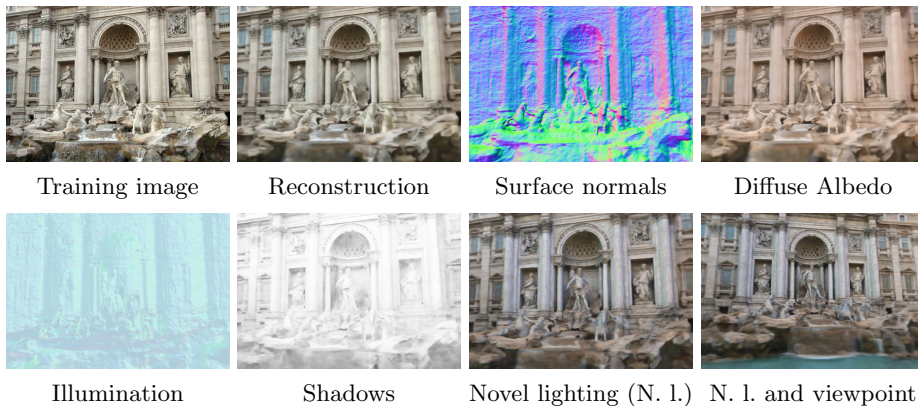 Training image
Reconstruction
Surface normals
Diffuse Albedo
Illumination
Shadows
Novel lighting (N. l.)
N. l. and viewpoint